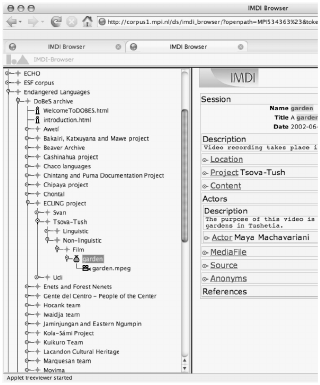 IMDI Browser
http://corpus1.mpi.nl/ds/imdi_browser/?openpath=MPI534363%23&toke
IMDI Browser
IMDI Browser
IMDI-Browser
ECHO
ESF corpus
Endangered Languages
DoBeS archive
WelcomeToDOBES.html
introduction.html
Awetí
Bakairi, Katxuyana and Mawe project
Beaver Archive
Cashinahua project
Chaco languages
Chintang and Puma Documentation Project
Chipaya project
Chontal
ECLING project
Svan
Tsova-Tush
Linguistic
Non-linguistic
Film
garden
garden.mpeg
Udi
Enets and Forest Nenets
Gente del Centro - People of the Center
Hocank team
Iwaidja team
Jaminjungan and Eastern Ngumpin
Kola-Sámi Project
Kuikuro Team
Lacandon Cultural Heritage
Marquesan team
Movima
Applet treeviewer started
IMDI
Session
Name garden
Title A garden
Date 2002-06-
Description
Video recording takes place i
Location
Project Tsova-Tush
Content
Actors
Description
The purpose of this video is
gardens in Tushetia.
Actor Maya Machavariani
MediaFile
Source
Anonyms
References